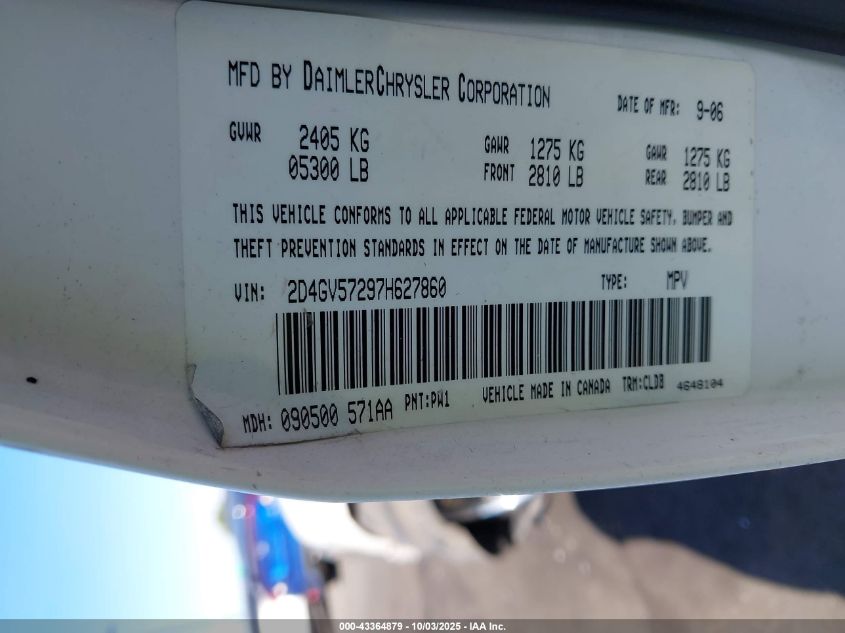 MFD BY DAIMLERCHRYSLER CORPORATION DATE OF MFR: 9-06
GVWR 2405 KG GAWR 1275 KG GAWR 1275 KG
05300 LB FRONT 2810 LB REAR 2810 LB
THIS VEHICLE CONFORMS TO ALL APPLICABLE FEDERAL MOTOR VEHICLE SAFETY, BUMPER AND
THEFT PREVENTION STANDARDS IN EFFECT ON THE DATE OF MANUFACTURE SHOWN ABOVE.
VIN: 2D4GV57297H627860 TYPE: MPV
MDH: 090500 571AA PNT:PW1 VEHICLE MADE IN CANADA TRM:CLDB 4648104
000-43364879 - 10/03/2025 - IAA Inc.